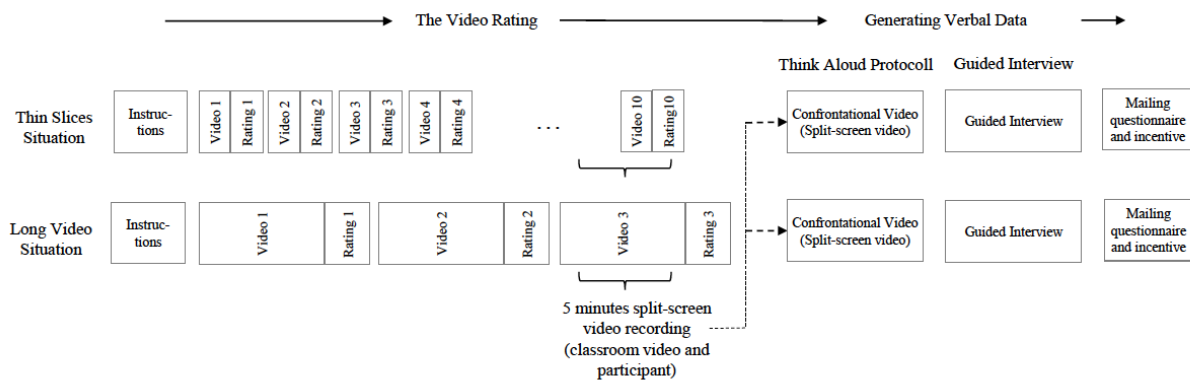 The Video Rating
Generating Verbal Data
Think Aloud Protocoll
Guided Interview
Thin Slices
Situation
Instruc-
tions
Video 1
Rating 1
Video 2
Rating 2
Video 3
Rating 3
Video 4
Rating 4
...
Video 10
Rating10
Confrontational Video
(Split-screen video)
Guided Interview
Mailing
questionnaire
and incentive
Long Video
Situation
Instruc-
tions
Video 1
Rating 1
Video 2
Rating 2
Video 3
Rating 3
Confrontational Video
(Split-screen video)
Guided Interview
Mailing
questionnaire
and incentive
5 minutes split-screen
video recording
(classroom video and
participant)